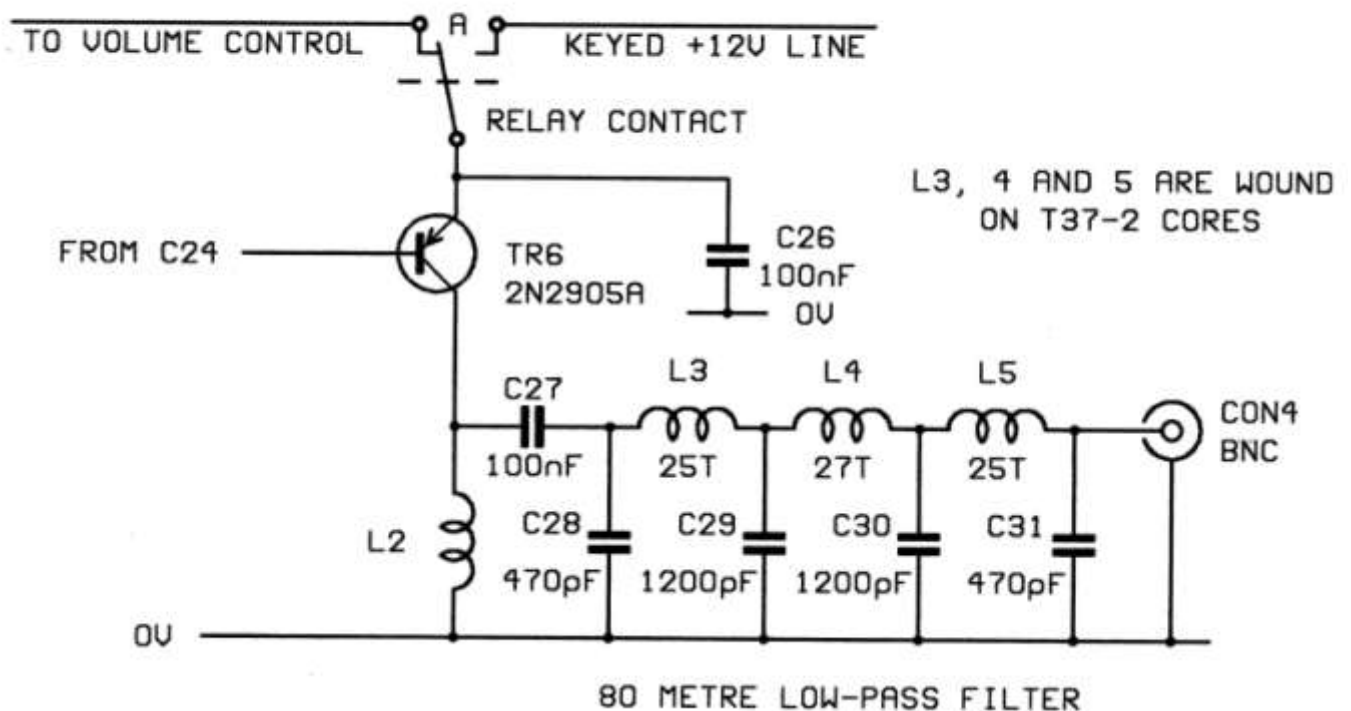 A
TO VOLUME CONTROL
KEYED +12V LINE
RELAY CONTACT
L3, 4 AND 5 ARE WOUND
ON T37-2 CORES
FROM C24
TR6
2N2905A
C26
100nF
0V
C27
100nF
L3
25T
L4
27T
L5
25T
CON4
BNC
L2
C28
470pF
C29
1200pF
C30
1200pF
C31
470pF
0V
80 METRE LOW-PASS FILTER